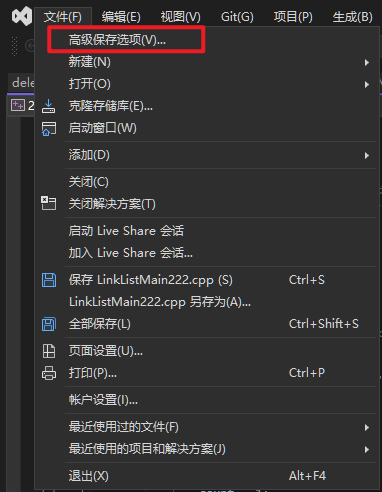 文件(F) 编辑(E) 视图(V) Git(G) 项目(P) 生成(B)
高级保存选项(V)...
新建(N)
打开(O)
dele
2
克隆存储库(E)...
启动窗口(W)
添加(D)
关闭(C)
关闭解决方案(T)
启动 Live Share 会话
加入 Live Share 会话...
保存 LinkListMain222.cpp (S) Ctrl+S
LinkListMain222.cpp 另存为(A)...
全部保存(L) Ctrl+Shift+S
页面设置(U)...
打印(P)... Ctrl+P
帐户设置(I)...
最近使用过的文件(F)
最近使用的项目和解决方案(J)
退出(X) Alt+F4